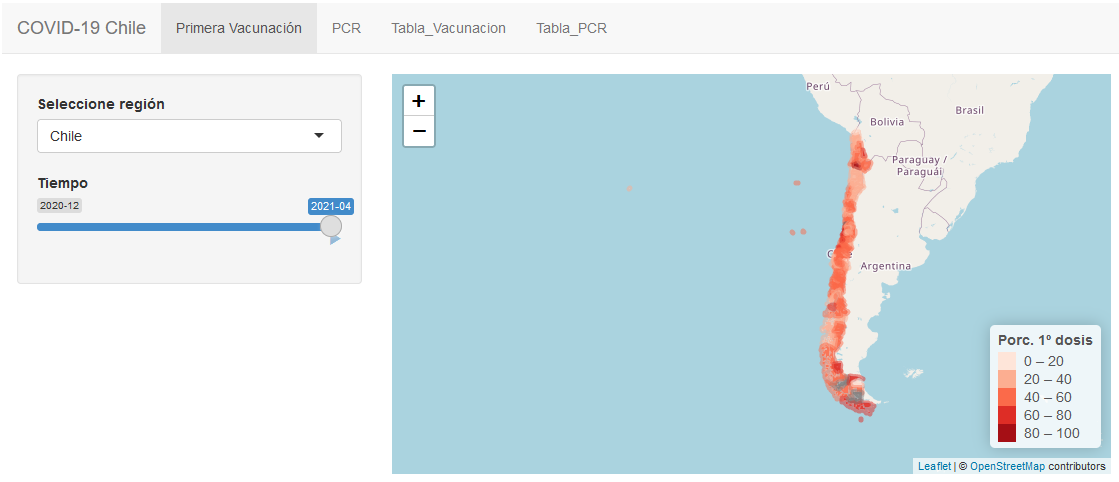 COVID-19 Chile
Primera Vacunación
PCR
Tabla_Vacunacion
Tabla_PCR
Seleccione región
Chile
Tiempo
2020-12
2021-04
+
−
Perú
Brasil
Bolivia
Paraguay /
Paraguái
Chile
Argentina
Porc. 1º dosis
0 – 20
20 – 40
40 – 60
60 – 80
80 – 100
Leaflet | © OpenStreetMap contributors